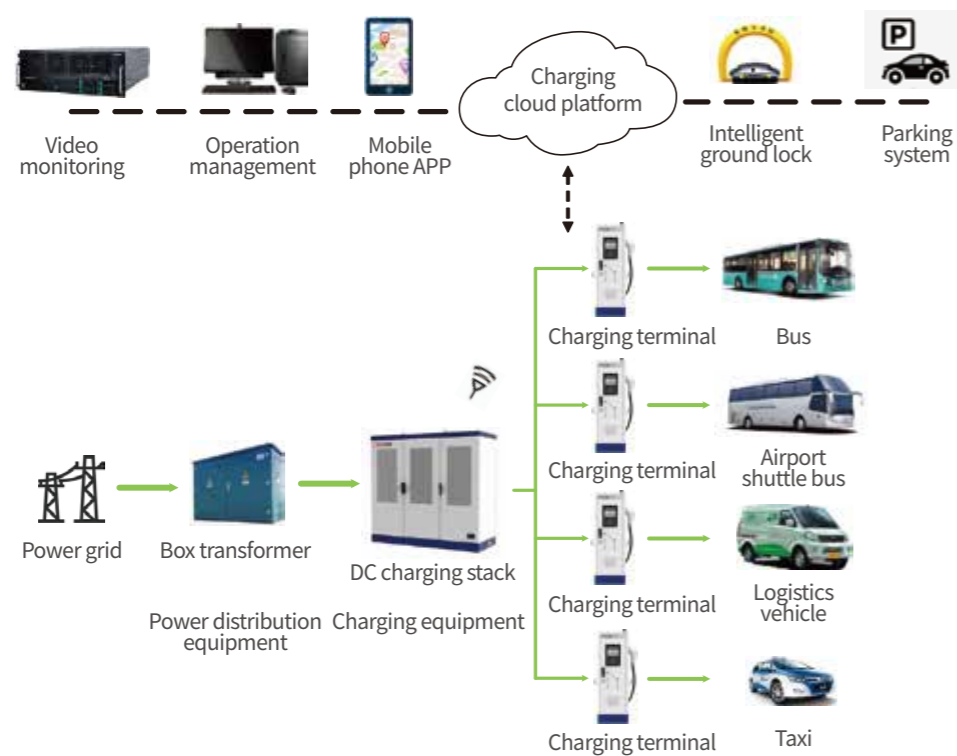 P
Charging
cloud platform
Video
monitoring
Operation
management
Mobile
phone APP
Intelligent
ground lock
Parking
system
Charging terminal
Bus
Charging terminal
Airport
shuttle bus
Power grid
Box transformer
DC charging stack
Charging terminal
Logistics
vehicle
Power distribution
equipment
Charging equipment
Charging terminal
Taxi